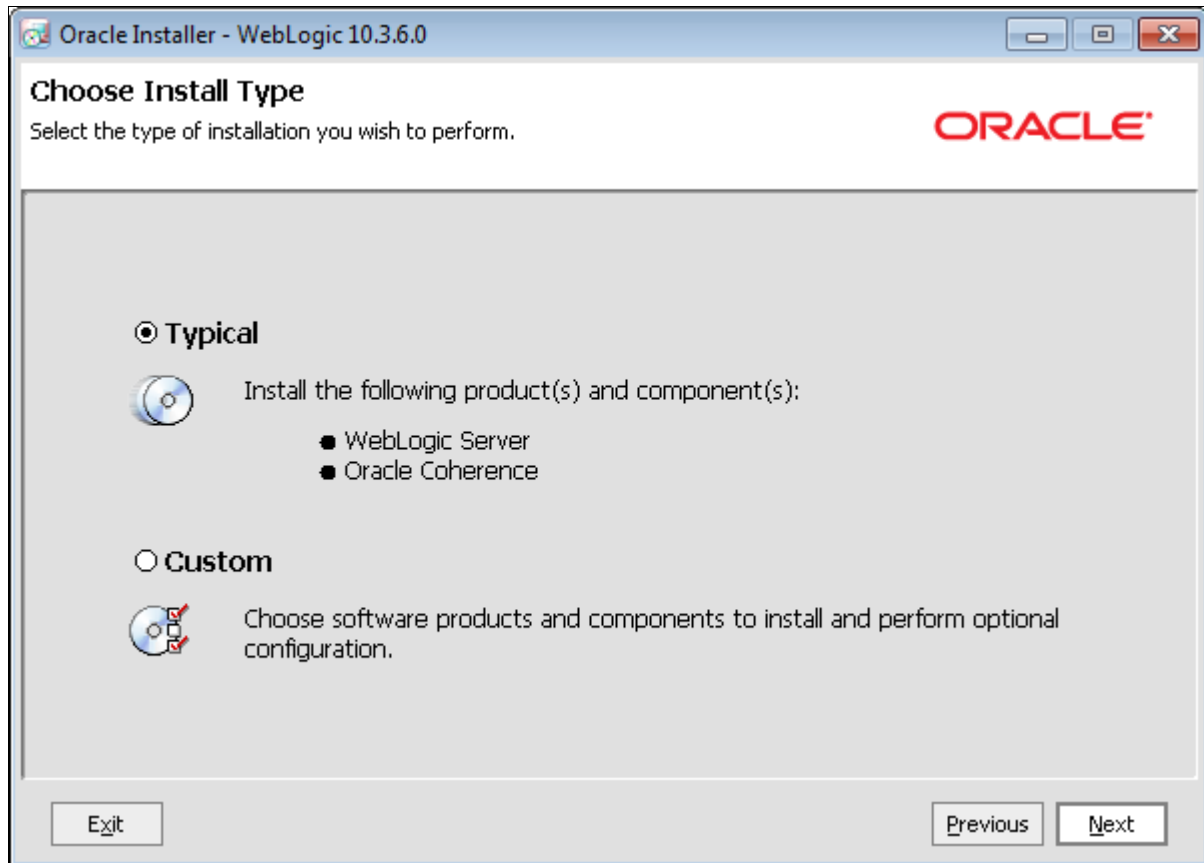 Oracle Installer - WebLogic 10.3.6.0
Choose Install Type
Select the type of installation you wish to perform.
ORACLE
Typical
Install the following product(s) and component(s):
WebLogic Server
Oracle Coherence
Custom
Choose software products and components to install and perform optional
configuration.
Exit
Previous
Next